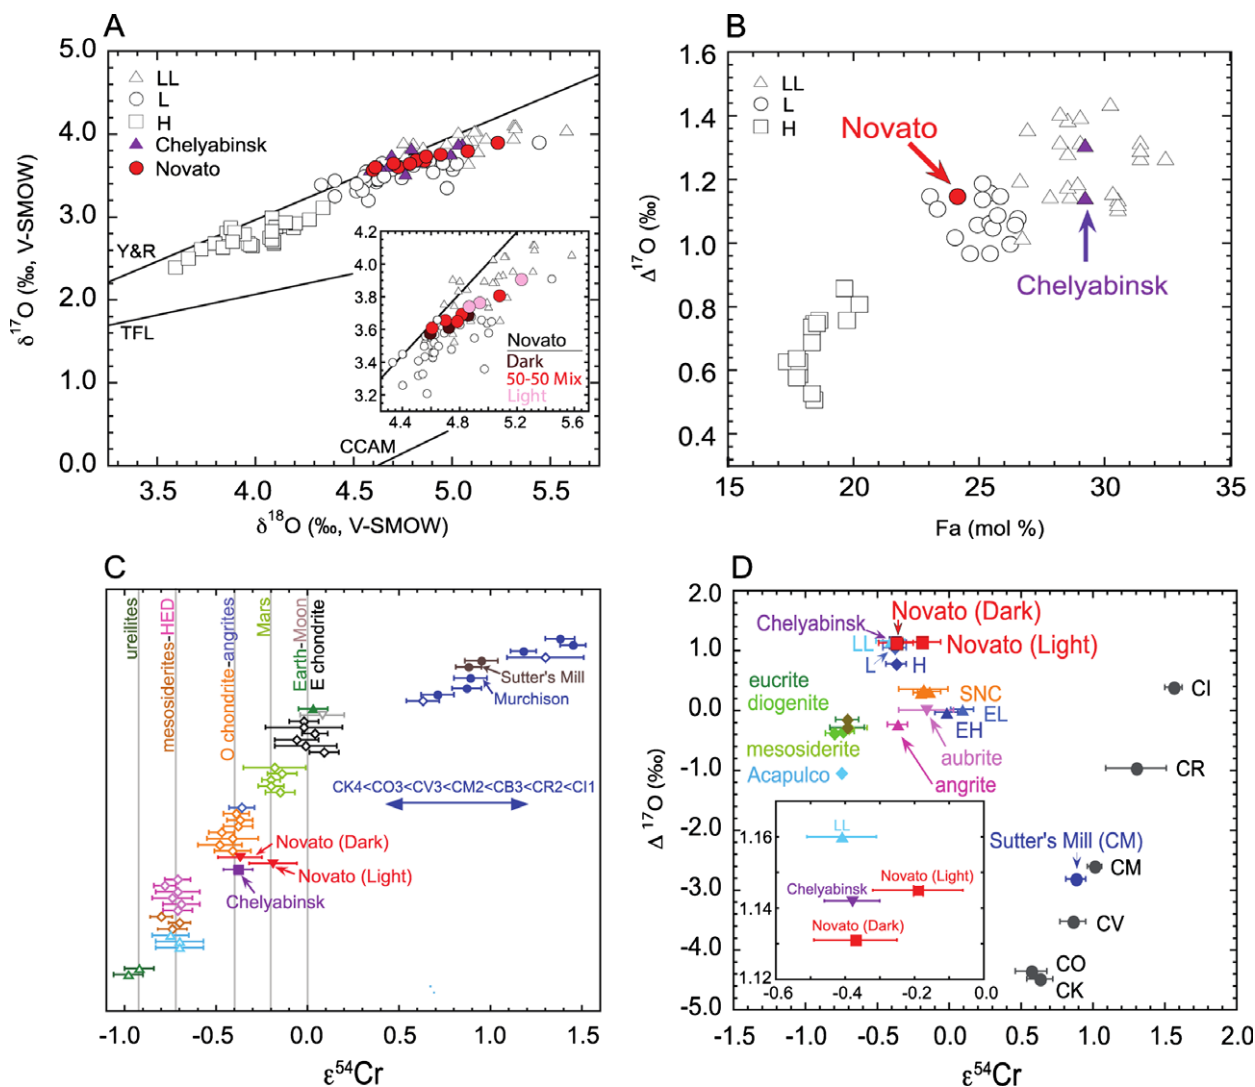 A
5.0
4.0
3.0
2.0
1.0
0.0
δ17O (‰, V-SMOW)
LL
L
H
Chelyabinsk
Novato
Y&R
TFL
CCAM
4.2
4.0
3.8
3.6
3.4
3.2
Novato
Dark
50-50 Mix
Light
4.4 4.8 5.2 5.6
3.5 4.0 4.5 5.0 5.5
δ18O (‰, V-SMOW)
B
1.6
1.4
1.2
1.0
0.8
0.6
0.4
Δ17O (‰)
LL
L
H
Novato
Chelyabinsk
15 20 25 30 35
Fa (mol %)
C
ureilites
mesosiderites-HED
O chondrite-angrites
Mars
Earth-Moon
E chondrite
Sutter's Mill
Murchison
CK4<CO3<CV3<CM2<CB3<CR2<CI1
Novato (Dark)
Novato (Light)
Chelyabinsk
-1.0 -0.5 0.0 0.5 1.0 1.5
ε54Cr
D
2.0
1.0
0.0
-1.0
-2.0
-3.0
-4.0
-5.0
Δ 17O (‰)
Novato (Dark)
Chelyabinsk
LL
Novato (Light)
L
H
eucrite
diogenite
SNC
CI
EL
EH
mesosiderite
aubrite
Acapulco
angrite
CR
Sutter's Mill (CM)
CM
CV
CO
CK
1.16
1.14
1.12
LL
Novato (Light)
Chelyabinsk
Novato (Dark)
-0.6 -0.4 -0.2 0.0
-1.5 -1.0 -0.5 0.0 0.5 1.0 1.5 2.0
ε54Cr